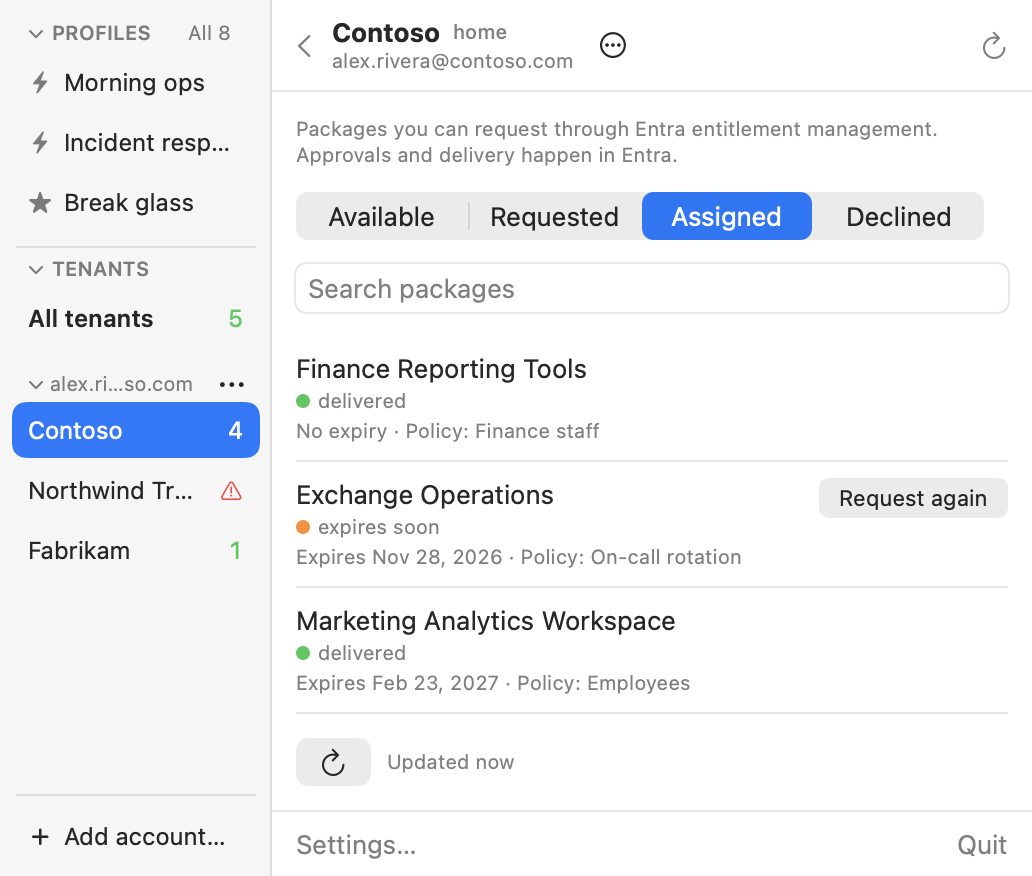 PROFILES All 8
Morning ops
Incident resp...
Break glass
TENANTS
All tenants 5
alex.ri...so.com
Contoso 4
Northwind Tr...
Fabrikam 1
+ Add account...
Contoso home
alex.rivera@contoso.com
Packages you can request through Entra entitlement management.
Approvals and delivery happen in Entra.
Available Requested Assigned Declined
Search packages
Finance Reporting Tools
delivered
No expiry · Policy: Finance staff
Exchange Operations Request again
expires soon
Expires Nov 28, 2026 · Policy: On-call rotation
Marketing Analytics Workspace
delivered
Expires Feb 23, 2027 · Policy: Employees
Updated now
Settings... Quit